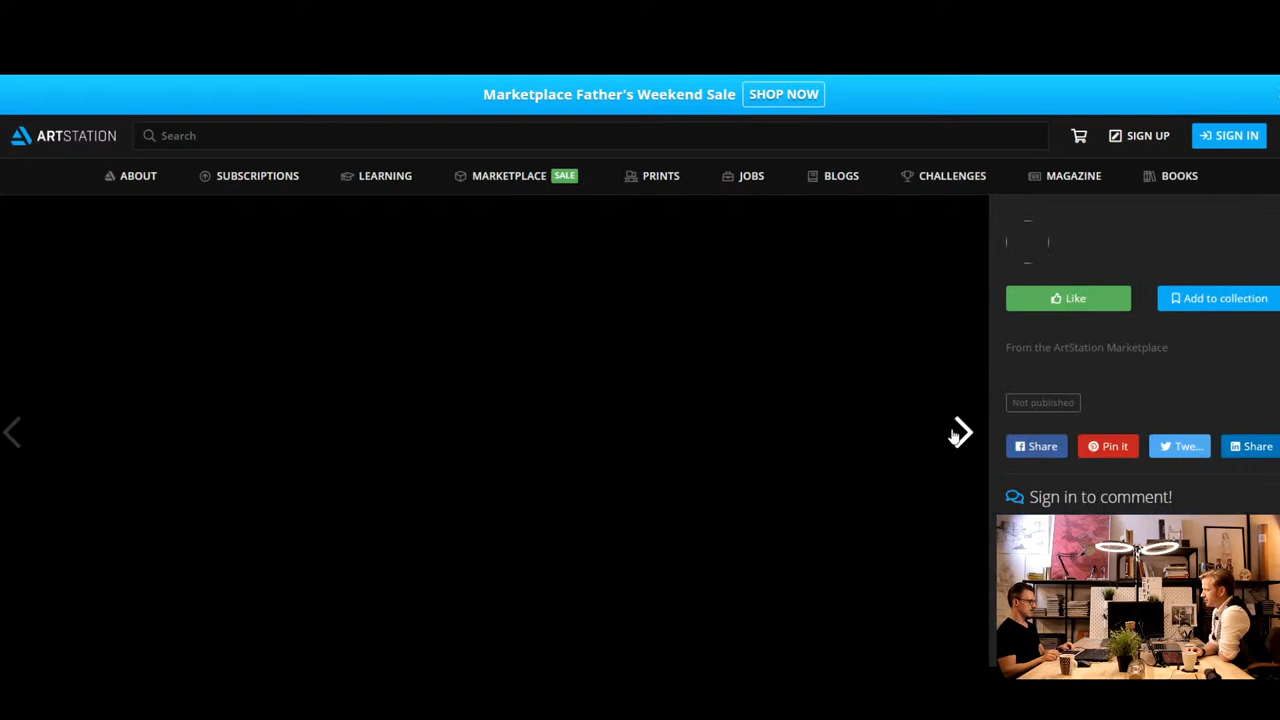 Marketplace Father's Weekend Sale SHOP NOW
ARTSTATION Search SIGN UP SIGN IN
ABOUT SUBSCRIPTIONS LEARNING MARKETPLACE SALE PRINTS JOBS BLOGS CHALLENGES MAGAZINE BOOKS
Like Add to collection
From the ArtStation Marketplace
Not published
Share Pin it Twe... Share
Sign in to comment!